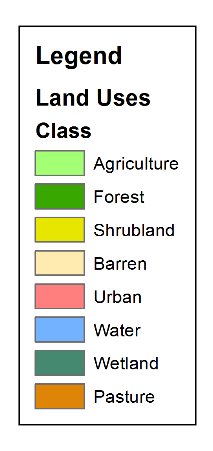 Legend
Land Uses
Class
Agriculture
Forest
Shrubland
Barren
Urban
Water
Wetland
Pasture